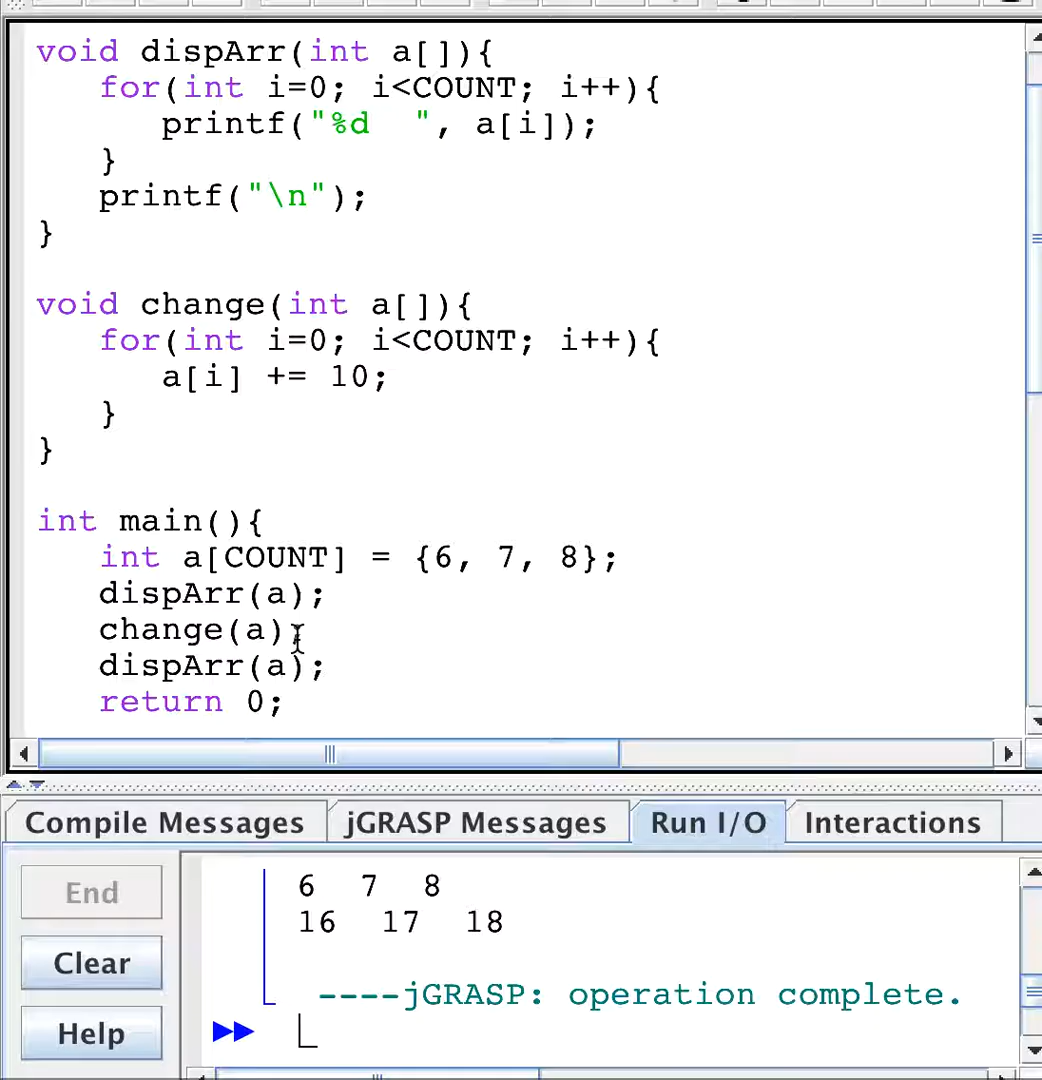 void dispArr(int a[]){
   for(int i=0; i<COUNT; i++){
      printf("%d  ", a[i]);
   }
   printf("\n");
}

void change(int a[]){
   for(int i=0; i<COUNT; i++){
      a[i] += 10;
   }
}

int main(){
   int a[COUNT] = {6, 7, 8};
   dispArr(a);
   change(a);
   dispArr(a);
   return 0;
Compile Messages jGRASP Messages Run I/O Interactions
End
Clear
Help
6  7  8
16  17  18
----jGRASP: operation complete.